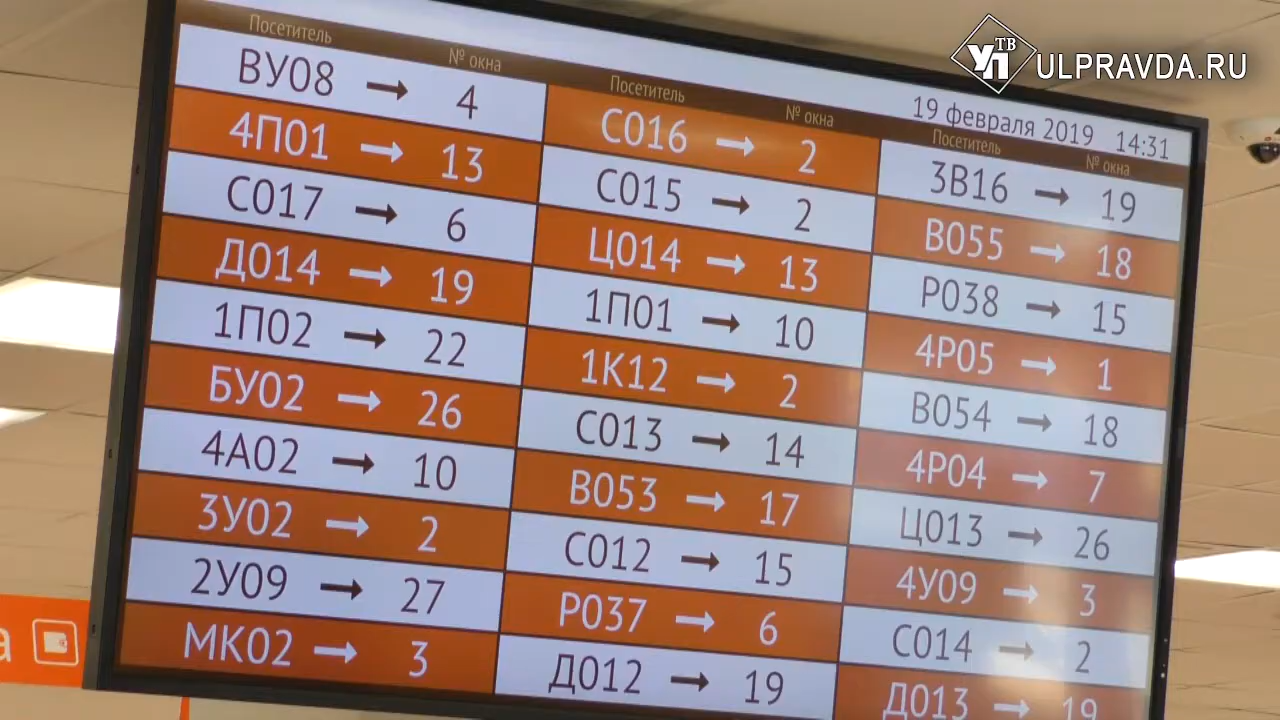 УП ТВ ULPRAVDA.RU
19 февраля 2019 14:31
Посетитель № окна
ВУ08 → 4
4П01 → 13
С017 → 6
Д014 → 19
1П02 → 22
БУ02 → 26
4А02 → 10
3У02 → 2
2У09 → 27
МК02 → 3
Посетитель № окна
С016 → 2
С015 → 2
Ц014 → 13
1П01 → 10
1К12 → 2
С013 → 14
В053 → 17
С012 → 15
Р037 → 6
Д012 → 19
Посетитель № окна
3В16 → 19
В055 → 18
Р038 → 15
4Р05 → 1
В054 → 18
4Р04 → 7
Ц013 → 26
4У09 → 3
С014 → 2
Д013 → 19
а